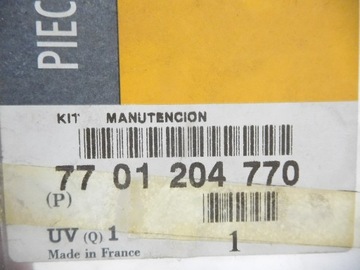 PIEC
KIT MANUTENCION
77 01 204 770
(P)
UV (Q) 1
1
Made in France